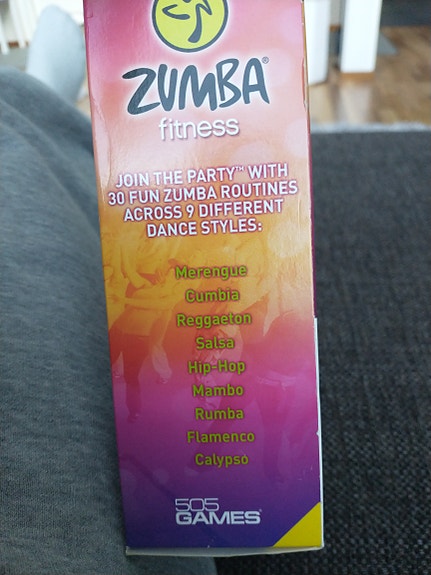 ZUMBA®
fitness
JOIN THE PARTY™ WITH
30 FUN ZUMBA ROUTINES
ACROSS 9 DIFFERENT
DANCE STYLES:
Merengue
Cumbia
Reggaeton
Salsa
Hip-Hop
Mambo
Rumba
Flamenco
Calypso
505
GAMES